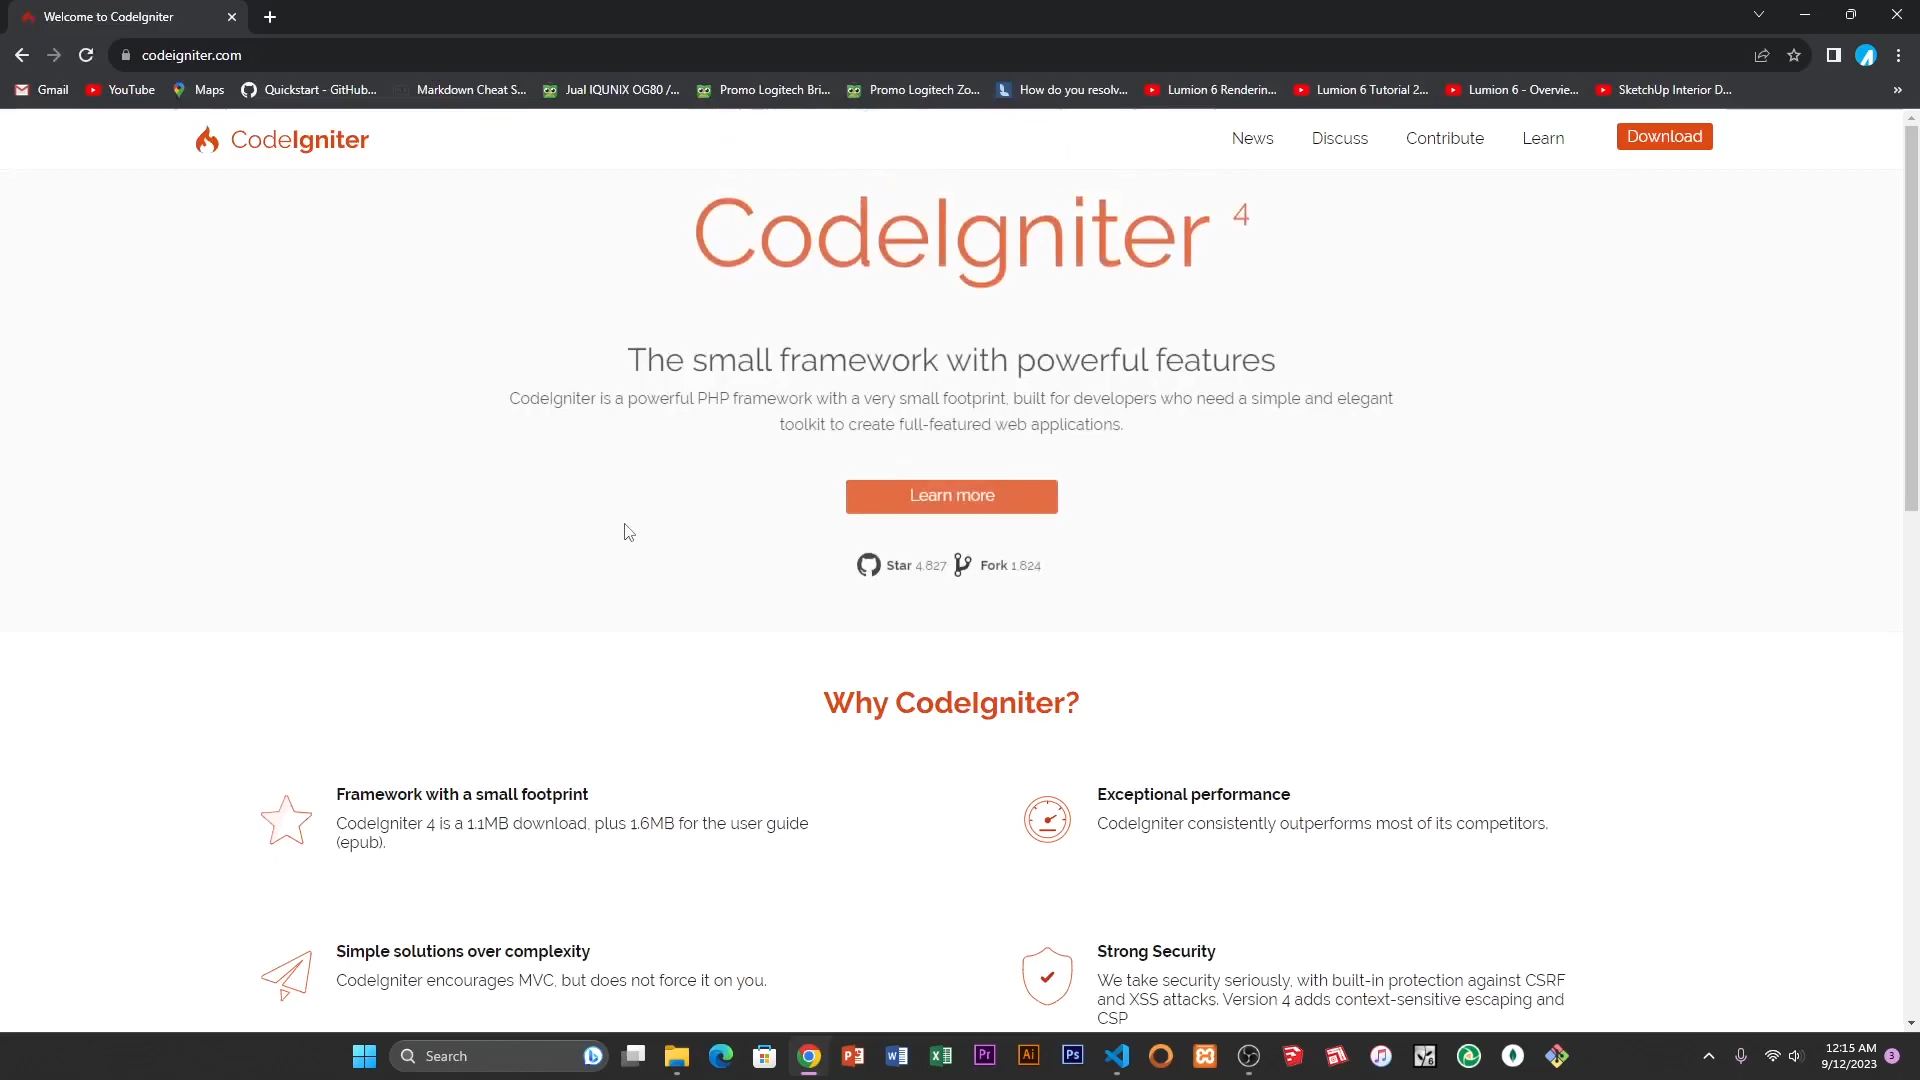 Welcome to CodeIgniter
codeigniter.com
Gmail
YouTube
Maps
Quickstart - GitHub...
Markdown Cheat S...
Jual IQUNIX OG80 /...
Promo Logitech Bri...
Promo Logitech Zo...
How do you resolv...
Lumion 6 Renderin...
Lumion 6 Tutorial 2...
Lumion 6 - Overvie...
SketchUp Interior D...
CodeIgniter
News
Discuss
Contribute
Learn
Download
CodeIgniter 4
The small framework with powerful features
CodeIgniter is a powerful PHP framework with a very small footprint, built for developers who need a simple and elegant
toolkit to create full-featured web applications.
Learn more
Star 4,827
Fork 1,824
Why CodeIgniter?
Framework with a small footprint
CodeIgniter 4 is a 1.1MB download, plus 1.6MB for the user guide
(epub).
Exceptional performance
CodeIgniter consistently outperforms most of its competitors.
Simple solutions over complexity
CodeIgniter encourages MVC, but does not force it on you.
Strong Security
We take security seriously, with built-in protection against CSRF
and XSS attacks. Version 4 adds context-sensitive escaping and
CSP
Search
Pr
Ai
Ps
12:15 AM
9/12/2023
3